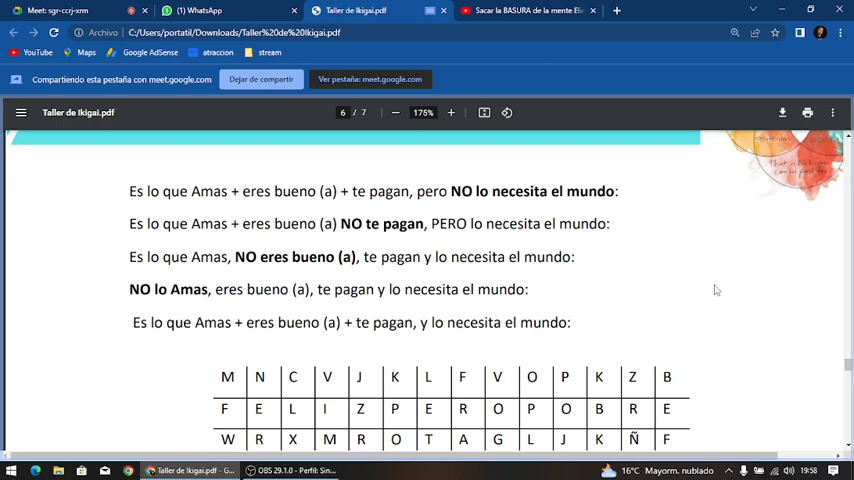 Meet: sgr-ccrj-xrm
(1) WhatsApp
Taller de Ikigai.pdf
Sacar la BASURA de la mente Elim
Archivo
C:/Users/portatil/Downloads/Taller%20de%20Ikigai.pdf
YouTube
Maps
Google AdSense
atraccion
stream
Compartiendo esta pestaña con meet.google.com
Dejar de compartir
Ver pestaña: meet.google.com
Taller de Ikigai.pdf
6 / 7
175%
Es lo que Amas + eres bueno (a) + te pagan, pero NO lo necesita el mundo:
Es lo que Amas + eres bueno (a) NO te pagan, PERO lo necesita el mundo:
Es lo que Amas, NO eres bueno (a), te pagan y lo necesita el mundo:
NO lo Amas, eres bueno (a), te pagan y lo necesita el mundo:
Es lo que Amas + eres bueno (a) + te pagan, y lo necesita el mundo:
M N C V J K L F V O P K Z B
F E L I Z P E R O P O B R E
W R X M R O T A G L J K Ñ F
Taller de Ikigai.pdf - G...
OBS 29.1.0 - Perfil: Sin...
16°C Mayorm. nublado
19:58